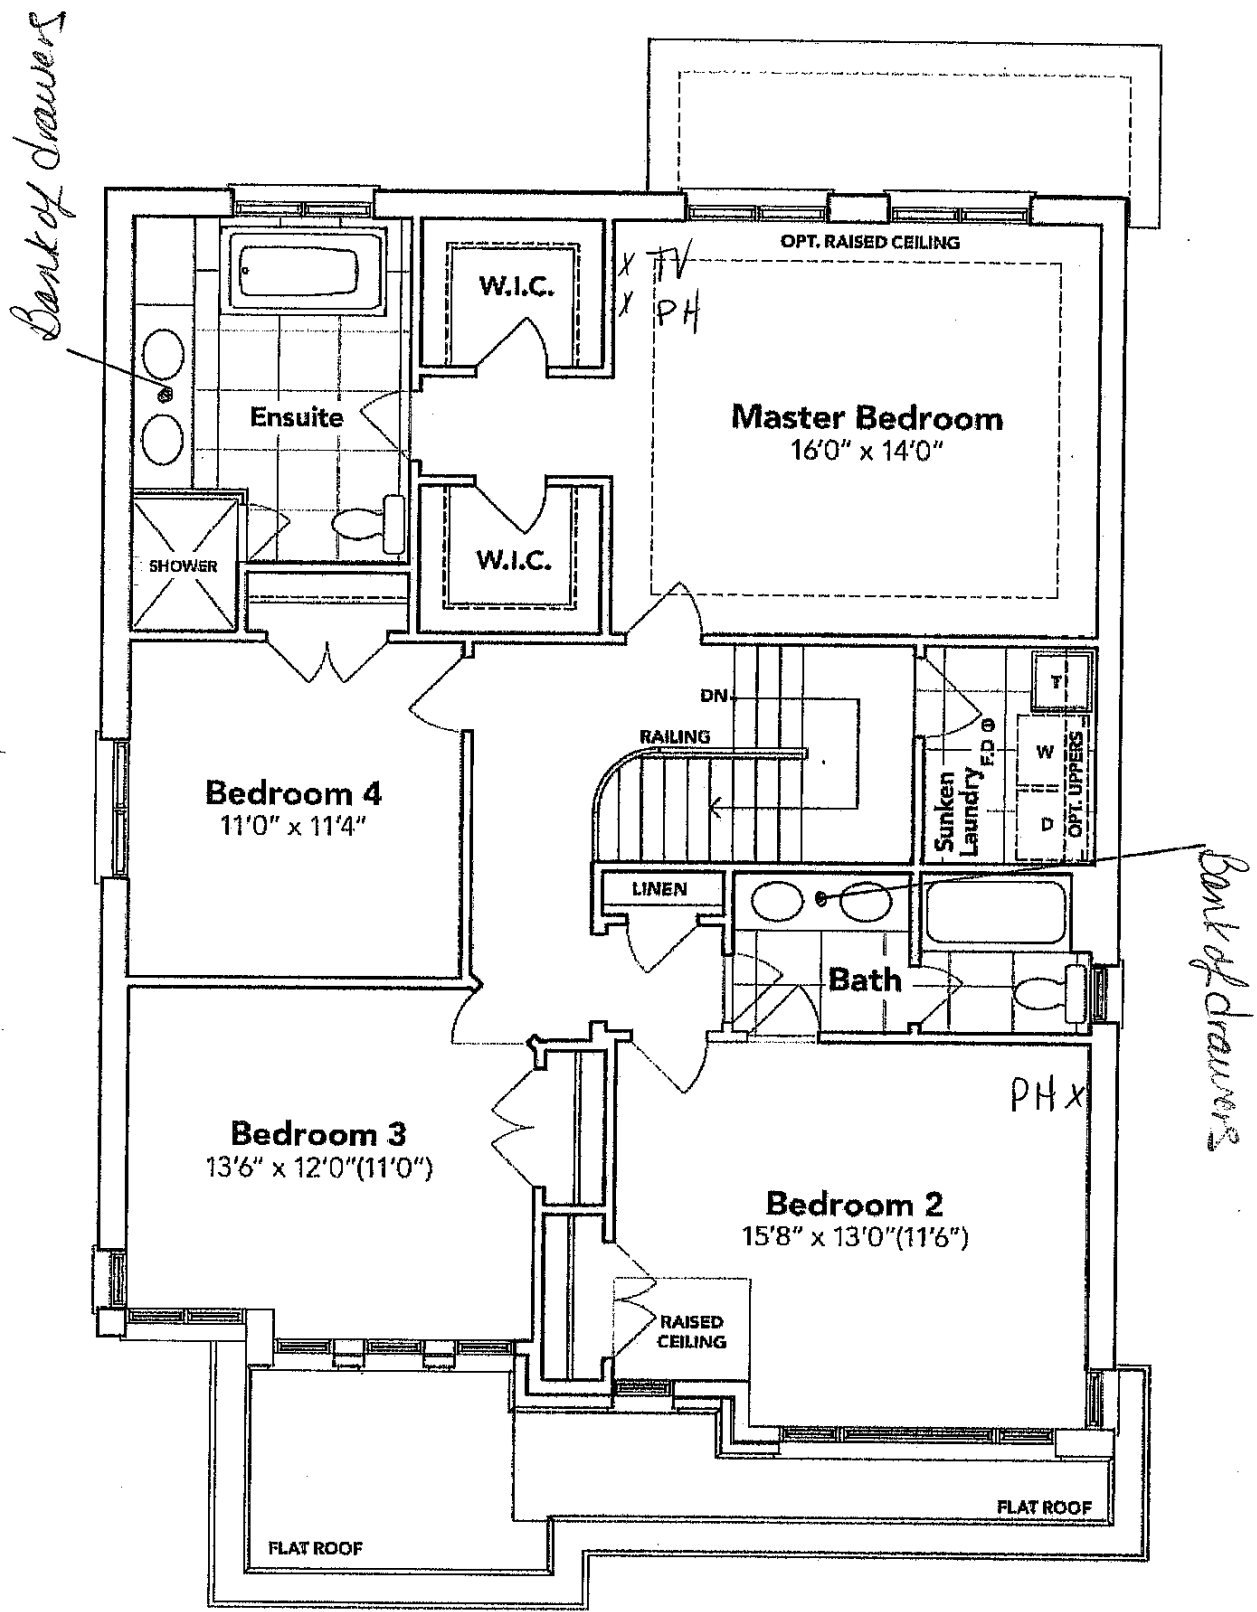 Bank of drawers
OPT. RAISED CEILING
W.I.C.
x TV
x PH
Ensuite
Master Bedroom
16'0" x 14'0"
SHOWER
W.I.C.
DN.
T
RAILING
F.D
W
OPT. UPPERS
Sunken
Laundry
D
Bedroom 4
11'0" x 11'4"
LINEN
Bank of drawers
Bath
PH x
Bedroom 3
13'6" x 12'0"(11'0")
Bedroom 2
15'8" x 13'0"(11'6")
RAISED
CEILING
FLAT ROOF
FLAT ROOF